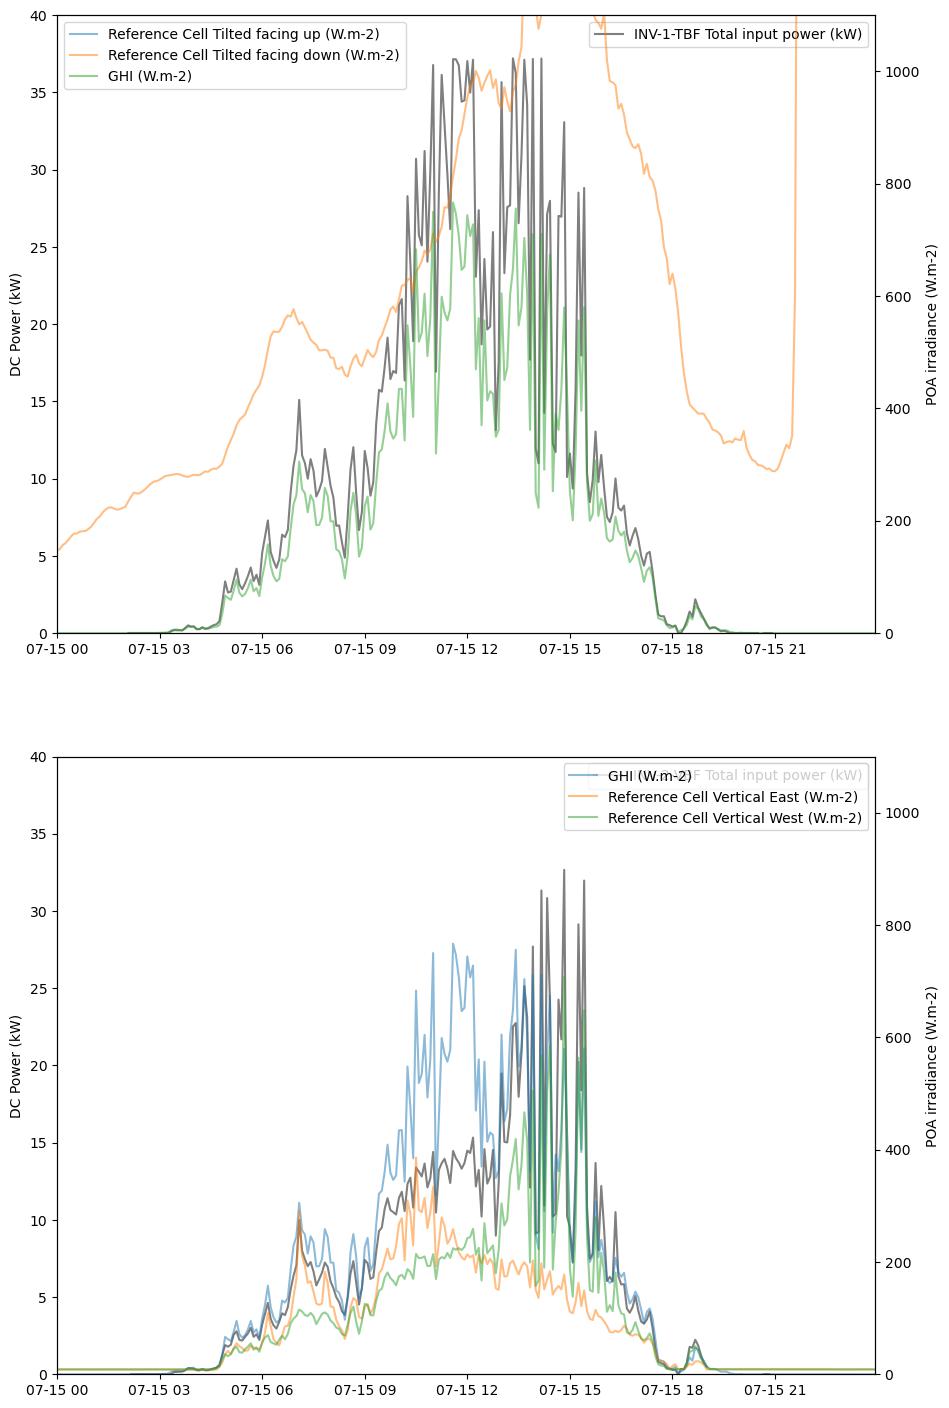 Reference Cell Tilted facing up (W.m-2)
Reference Cell Tilted facing down (W.m-2)
GHI (W.m-2)
INV-1-TBF Total input power (kW)
40
35
30
25
20
15
10
5
0
DC Power (kW)
1000
800
600
400
200
0
POA irradiance (W.m-2)
07-15 00 07-15 03 07-15 06 07-15 09 07-15 12 07-15 15 07-15 18 07-15 21
GHI (W.m-2)
Total input power (kW)
Reference Cell Vertical East (W.m-2)
Reference Cell Vertical West (W.m-2)
40
35
30
25
20
15
10
5
0
DC Power (kW)
1000
800
600
400
200
0
POA irradiance (W.m-2)
07-15 00 07-15 03 07-15 06 07-15 09 07-15 12 07-15 15 07-15 18 07-15 21